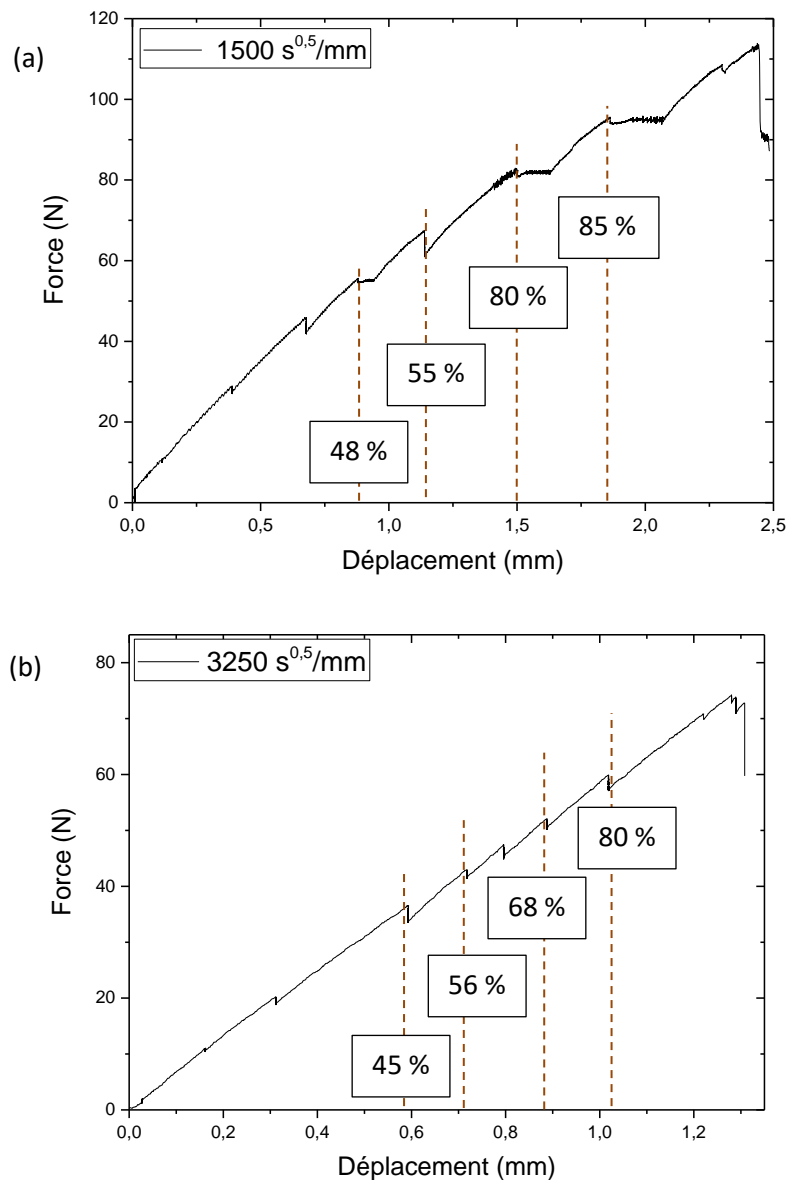 (a)
1500 s^0,5/mm
Force (N)
120
100
80
60
40
20
0
85 %
80 %
55 %
48 %
0,0 0,5 1,0 1,5 2,0 2,5
Déplacement (mm)
(b)
3250 s^0,5/mm
Force (N)
80
60
40
20
0
80 %
68 %
56 %
45 %
0,0 0,2 0,4 0,6 0,8 1,0 1,2
Déplacement (mm)